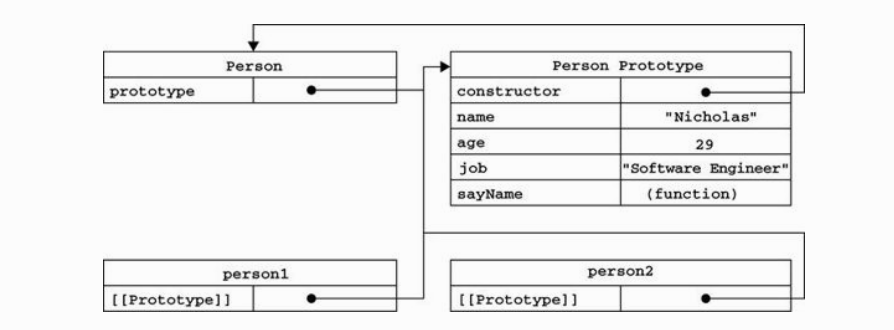 Person
prototype
Person Prototype
constructor
name "Nicholas"
age 29
job "Software Engineer"
sayName (function)
person1
[[Prototype]]
person2
[[Prototype]]